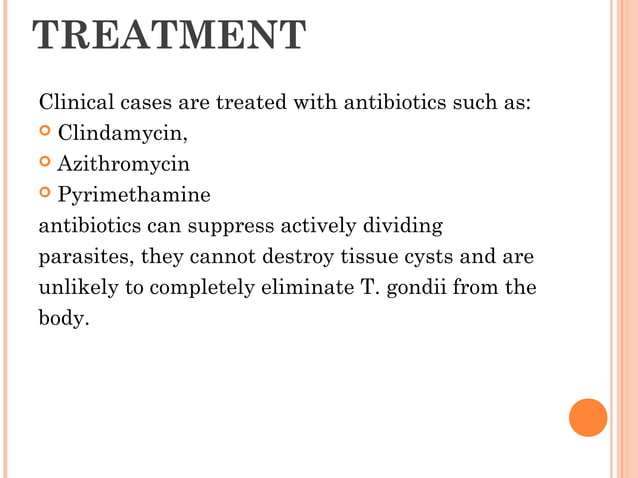 TREATMENT
Clinical cases are treated with antibiotics such as:
Clindamycin,
Azithromycin
Pyrimethamine
antibiotics can suppress actively dividing
parasites, they cannot destroy tissue cysts and are
unlikely to completely eliminate T. gondii from the
body.